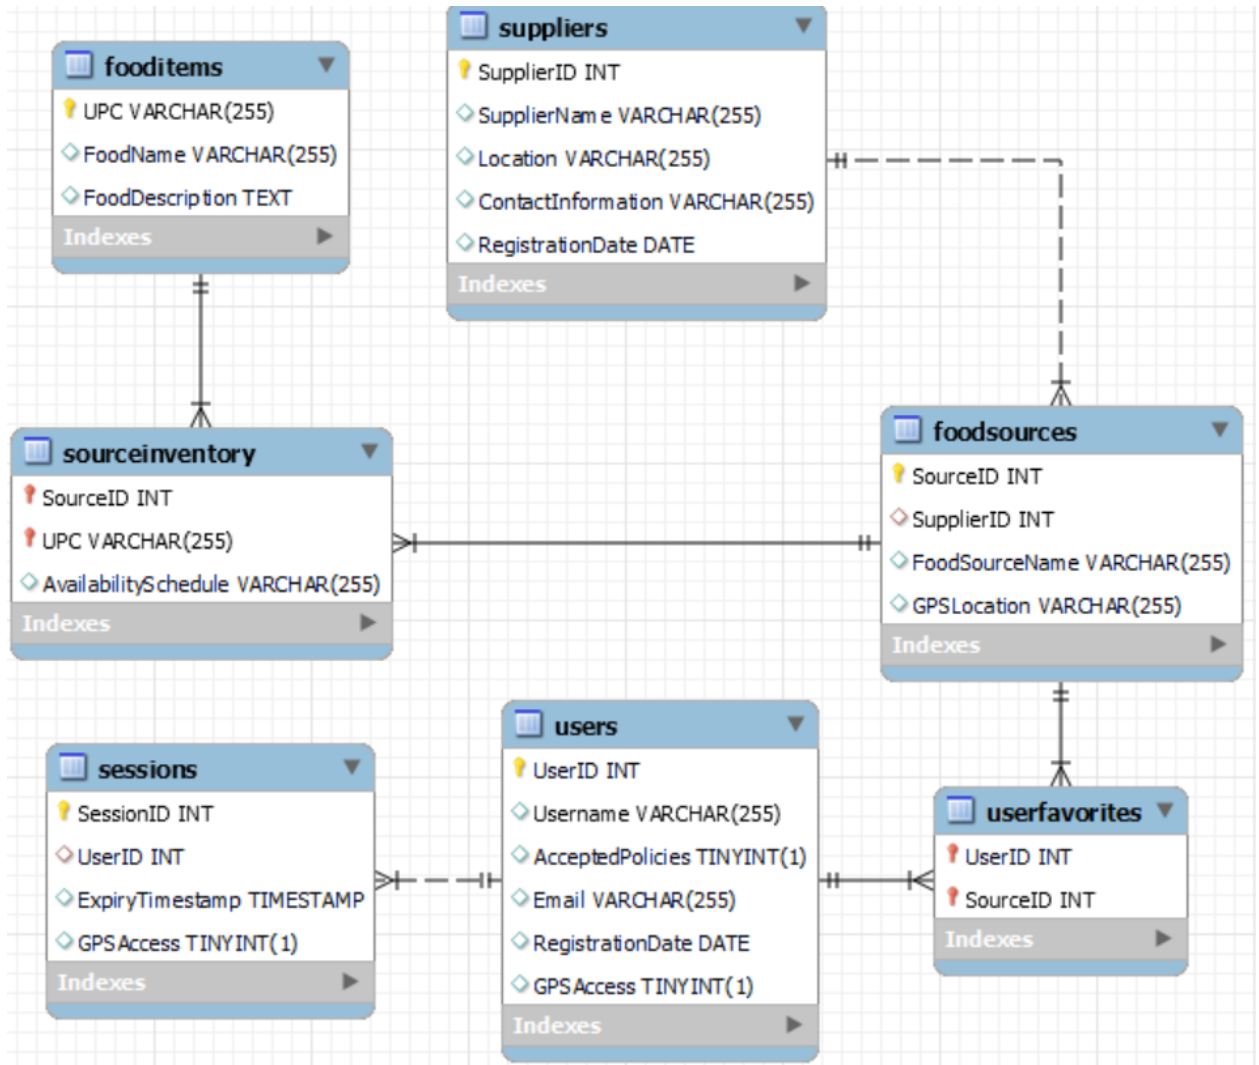 fooditems
UPC VARCHAR(255)
FoodName VARCHAR(255)
FoodDescription TEXT
Indexes
suppliers
SupplierID INT
SupplierName VARCHAR(255)
Location VARCHAR(255)
ContactInformation VARCHAR(255)
RegistrationDate DATE
Indexes
sourceinventory
SourceID INT
UPC VARCHAR(255)
AvailabilitySchedule VARCHAR(255)
Indexes
foodsources
SourceID INT
SupplierID INT
FoodSourceName VARCHAR(255)
GPSLocation VARCHAR(255)
Indexes
sessions
SessionID INT
UserID INT
ExpiryTimestamp TIMESTAMP
GPSAccess TINYINT(1)
Indexes
users
UserID INT
Username VARCHAR(255)
AcceptedPolicies TINYINT(1)
Email VARCHAR(255)
RegistrationDate DATE
GPSAccess TINYINT(1)
Indexes
userfavorites
UserID INT
SourceID INT
Indexes